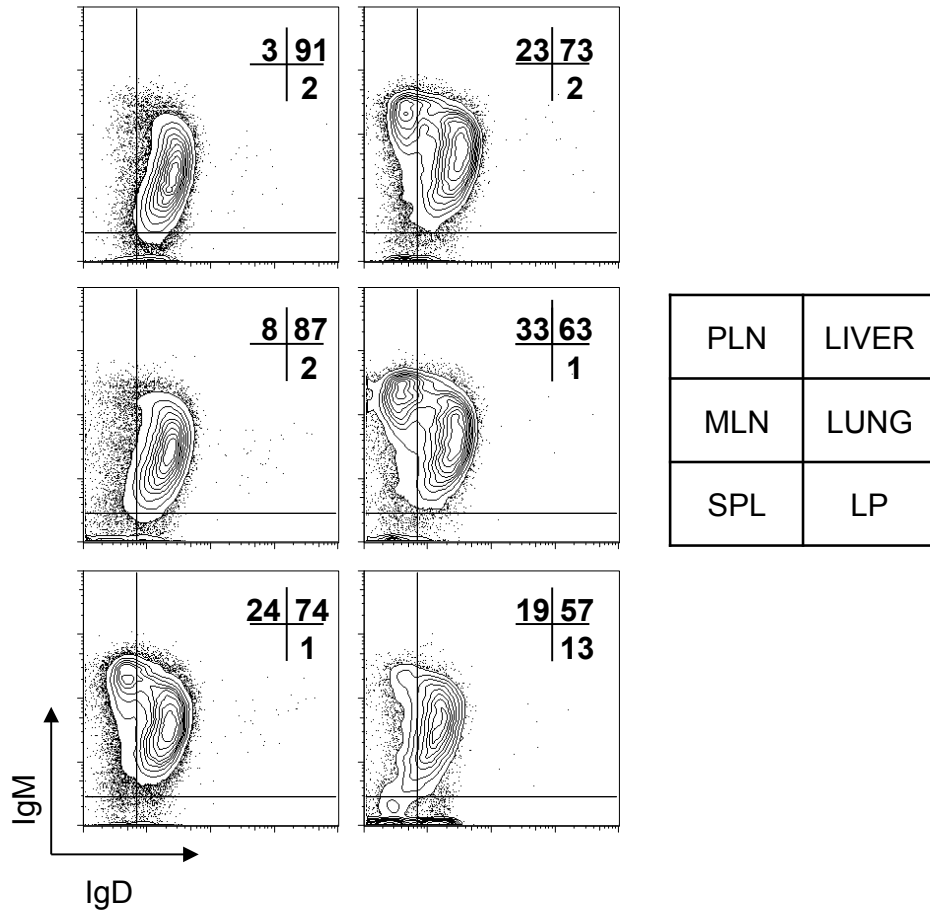 3 91
2
23 73
2
8 87
2
33 63
1
PLN LIVER
MLN LUNG
SPL LP
24 74
1
19 57
13
IgM
IgD